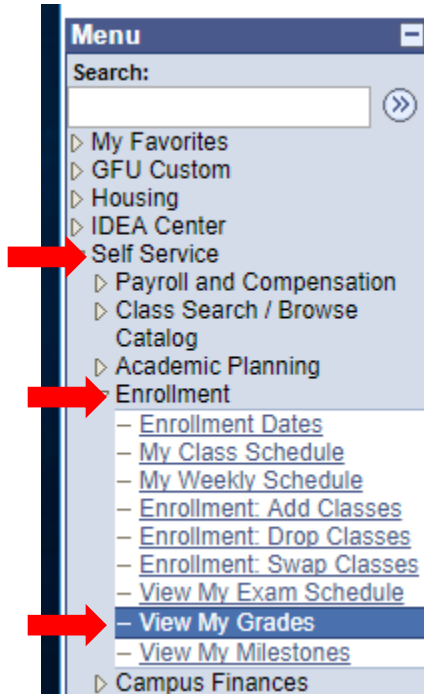 Menu
Search:
My Favorites
GFU Custom
Housing
IDEA Center
Self Service
Payroll and Compensation
Class Search / Browse
Catalog
Academic Planning
Enrollment
– Enrollment Dates
– My Class Schedule
– My Weekly Schedule
– Enrollment: Add Classes
– Enrollment: Drop Classes
– Enrollment: Swap Classes
– View My Exam Schedule
– View My Grades
– View My Milestones
Campus Finances